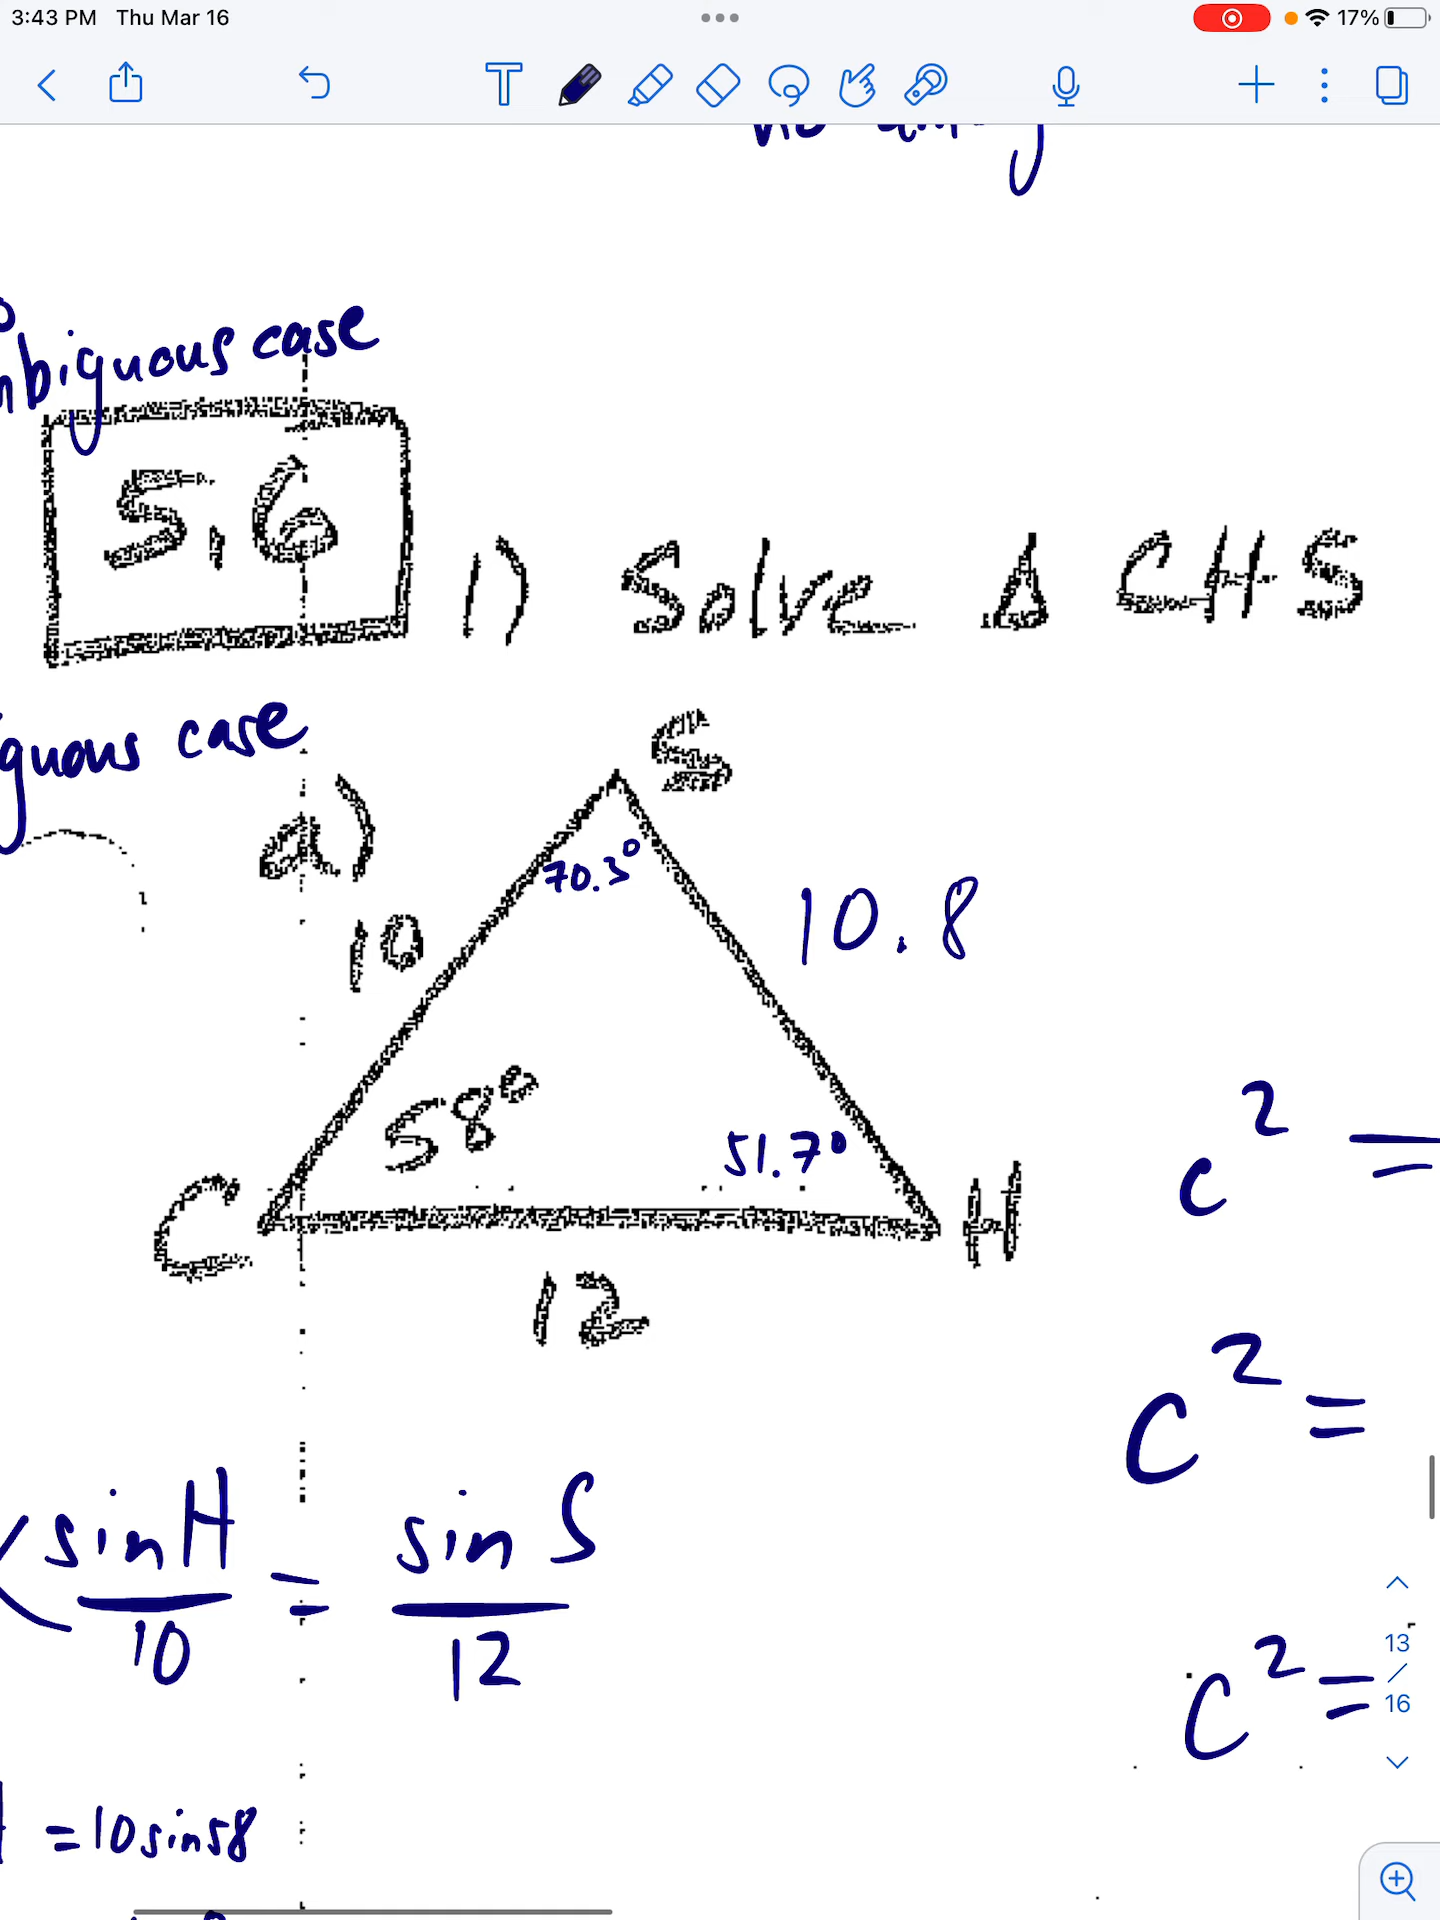 3:43 PM Thu Mar 16
17%
biguous case
5.6
1) Solve Δ CHS
guous case
S
a)
70.3°
10
10.8
58°
51.7°
C
H
12
c² =
c² =
sin H / 10 = sin S / 12
c² =
13 / 16
= 10 sin 58